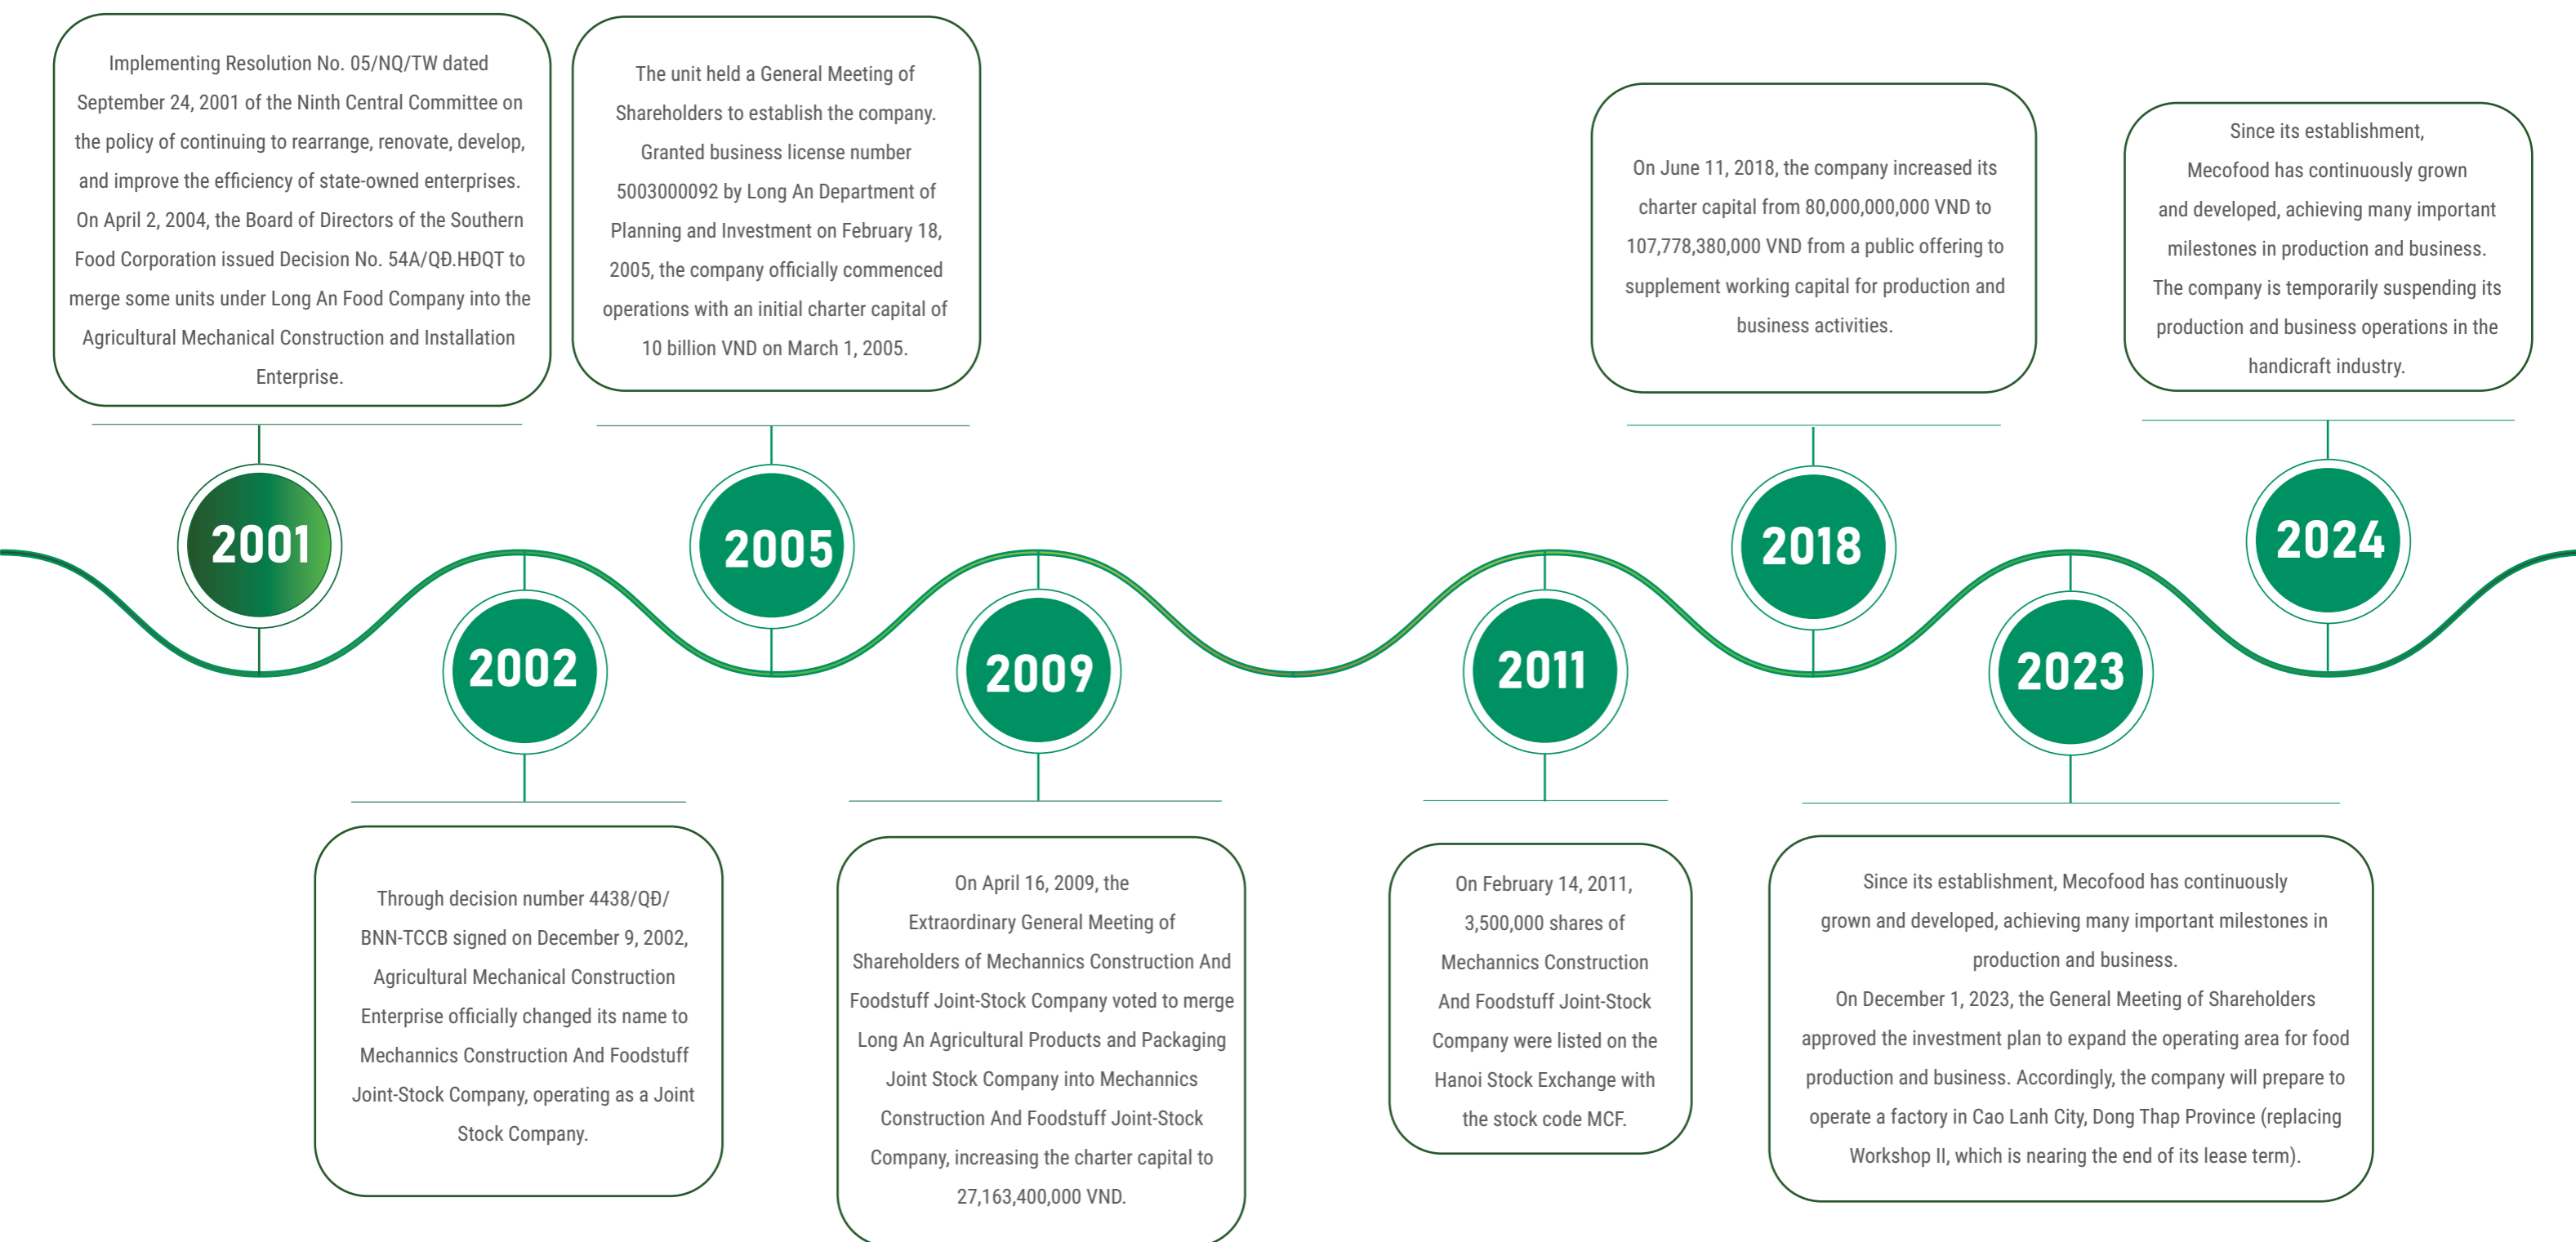 Implementing Resolution No. 05/NQ/TW dated
September 24, 2001 of the Ninth Central Committee on
the policy of continuing to rearrange, renovate, develop,
and improve the efficiency of state-owned enterprises.
On April 2, 2004, the Board of Directors of the Southern
Food Corporation issued Decision No. 54A/QĐ.HĐQT to
merge some units under Long An Food Company into the
Agricultural Mechanical Construction and Installation
Enterprise.
2001
Through decision number 4438/QĐ/
BNN-TCCB signed on December 9, 2002,
Agricultural Mechanical Construction
Enterprise officially changed its name to
Mechannics Construction And Foodstuff
Joint-Stock Company, operating as a Joint
Stock Company.
2002
The unit held a General Meeting of
Shareholders to establish the company.
Granted business license number
5003000092 by Long An Department of
Planning and Investment on February 18,
2005, the company officially commenced
operations with an initial charter capital of
10 billion VND on March 1, 2005.
2005
2009
On April 16, 2009, the
Extraordinary General Meeting of
Shareholders of Mechannics Construction And
Foodstuff Joint-Stock Company voted to merge
Long An Agricultural Products and Packaging
Joint Stock Company into Mechannics
Construction And Foodstuff Joint-Stock
Company, increasing the charter capital to
27,163,400,000 VND.
2011
On February 14, 2011,
3,500,000 shares of
Mechannics Construction
And Foodstuff Joint-Stock
Company were listed on the
Hanoi Stock Exchange with
the stock code MCF.
On June 11, 2018, the company increased its
charter capital from 80,000,000,000 VND to
107,778,380,000 VND from a public offering to
supplement working capital for production and
business activities.
2018
2023
Since its establishment, Mecofood has continuously
grown and developed, achieving many important milestones in
production and business.
On December 1, 2023, the General Meeting of Shareholders
approved the investment plan to expand the operating area for food
production and business. Accordingly, the company will prepare to
operate a factory in Cao Lanh City, Dong Thap Province (replacing
Workshop II, which is nearing the end of its lease term).
Since its establishment,
Mecofood has continuously grown
and developed, achieving many important
milestones in production and business.
The company is temporarily suspending its
production and business operations in the
handicraft industry.
2024